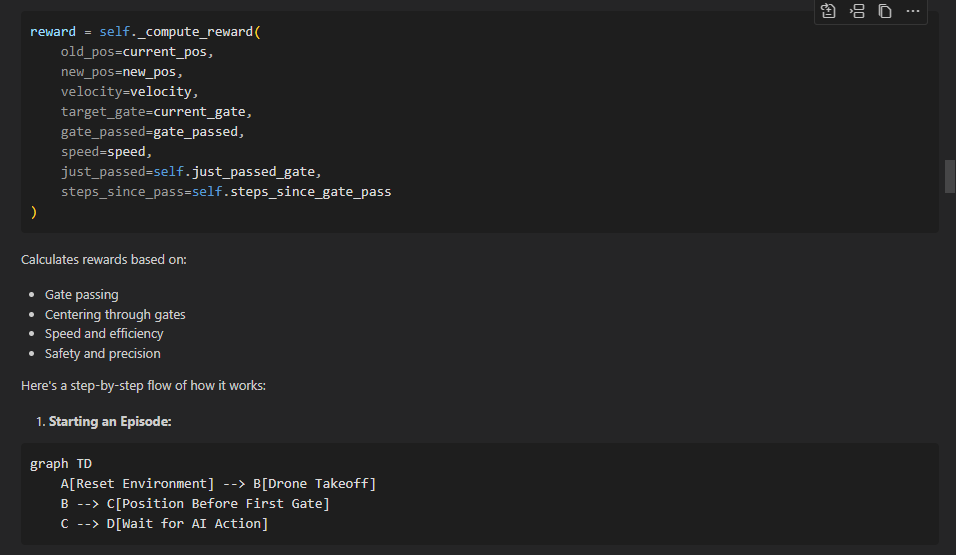 reward = self._compute_reward(
    old_pos=current_pos,
    new_pos=new_pos,
    velocity=velocity,
    target_gate=current_gate,
    gate_passed=gate_passed,
    speed=speed,
    just_passed=self.just_passed_gate,
    steps_since_pass=self.steps_since_gate_pass
)
Calculates rewards based on:
• Gate passing
• Centering through gates
• Speed and efficiency
• Safety and precision
Here's a step-by-step flow of how it works:
1. Starting an Episode:
graph TD
    A[Reset Environment] --> B[Drone Takeoff]
    B --> C[Position Before First Gate]
    C --> D[Wait for AI Action]